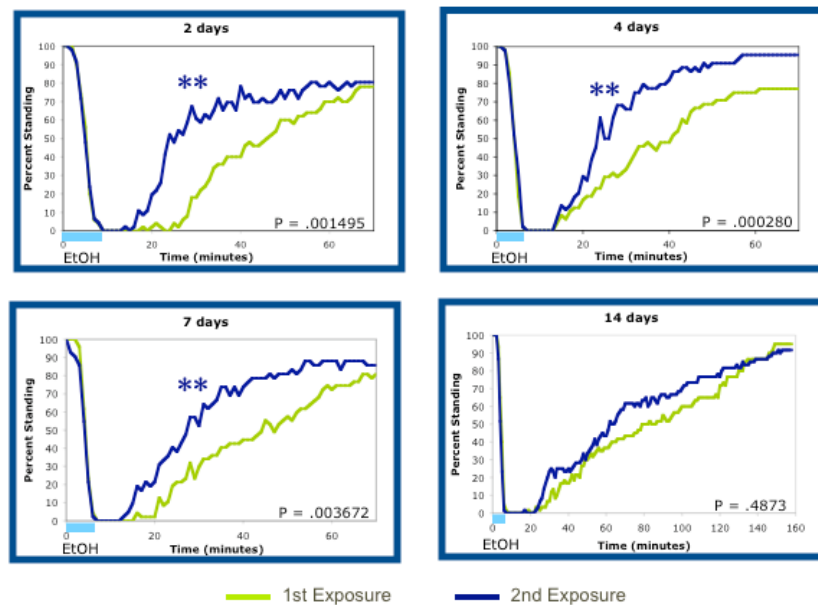 2 days
Percent Standing
100
90
80
70
60
50
40
30
20
10
0
**
P = .001495
0 20 40 60
EtOH
Time (minutes)
4 days
Percent Standing
100
90
80
70
60
50
40
30
20
10
0
**
P = .000280
0 20 40 60
EtOH
Time (minutes)
7 days
Percent Standing
100
90
80
70
60
50
40
30
20
10
0
**
P = .003672
0 20 40 60
EtOH
Time (minutes)
14 days
Percent Standing
100
90
80
70
60
50
40
30
20
10
0
P = .4873
0 20 40 60 80 100 120 140 160
EtOH
Time (minutes)
1st Exposure 2nd Exposure